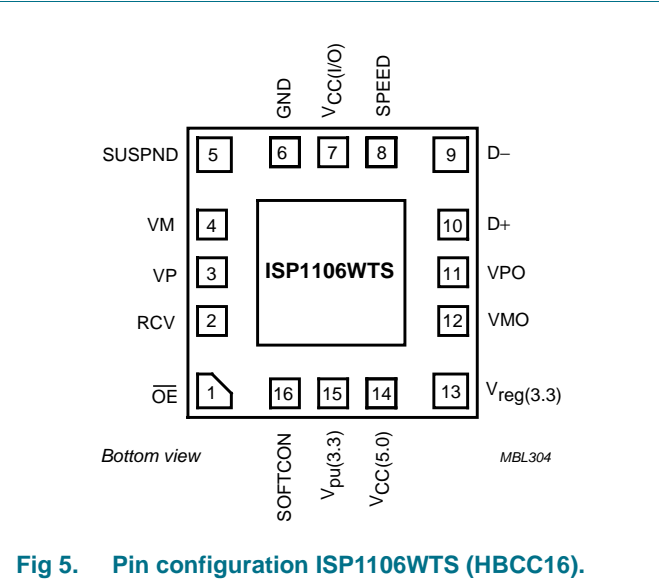 GND
VCC(I/O)
SPEED
SUSPND 5 6 7 8 9 D−
VM 4 10 D+
VP 3 ISP1106WTS 11 VPO
RCV 2 12 VMO
O̅E̅ 1 16 15 14 13 Vreg(3.3)
SOFTCON
Vpu(3.3)
VCC(5.0)
Bottom view
MBL304
Fig 5. Pin configuration ISP1106WTS (HBCC16).